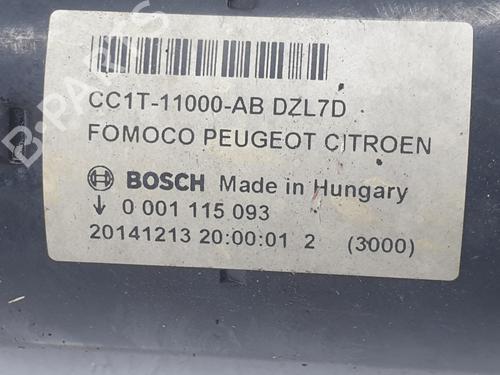 CC1T-11000-AB DZL7D
FOMOCO PEUGEOT CITROEN
BOSCH Made in Hungary
↓ 0 001 115 093
20141213 20:00:01 2 (3000)
B-PARTS